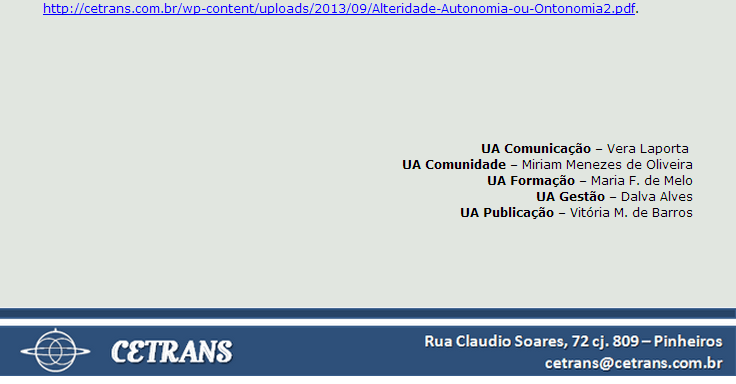 http://cetrans.com.br/wp-content/uploads/2013/09/Alteridade-Autonomia-ou-Ontonomia2.pdf.
UA Comunicação – Vera Laporta
UA Comunidade – Miriam Menezes de Oliveira
UA Formação – Maria F. de Melo
UA Gestão – Dalva Alves
UA Publicação – Vitória M. de Barros
CETRANS
Rua Claudio Soares, 72 cj. 809 – Pinheiros
cetrans@cetrans.com.br